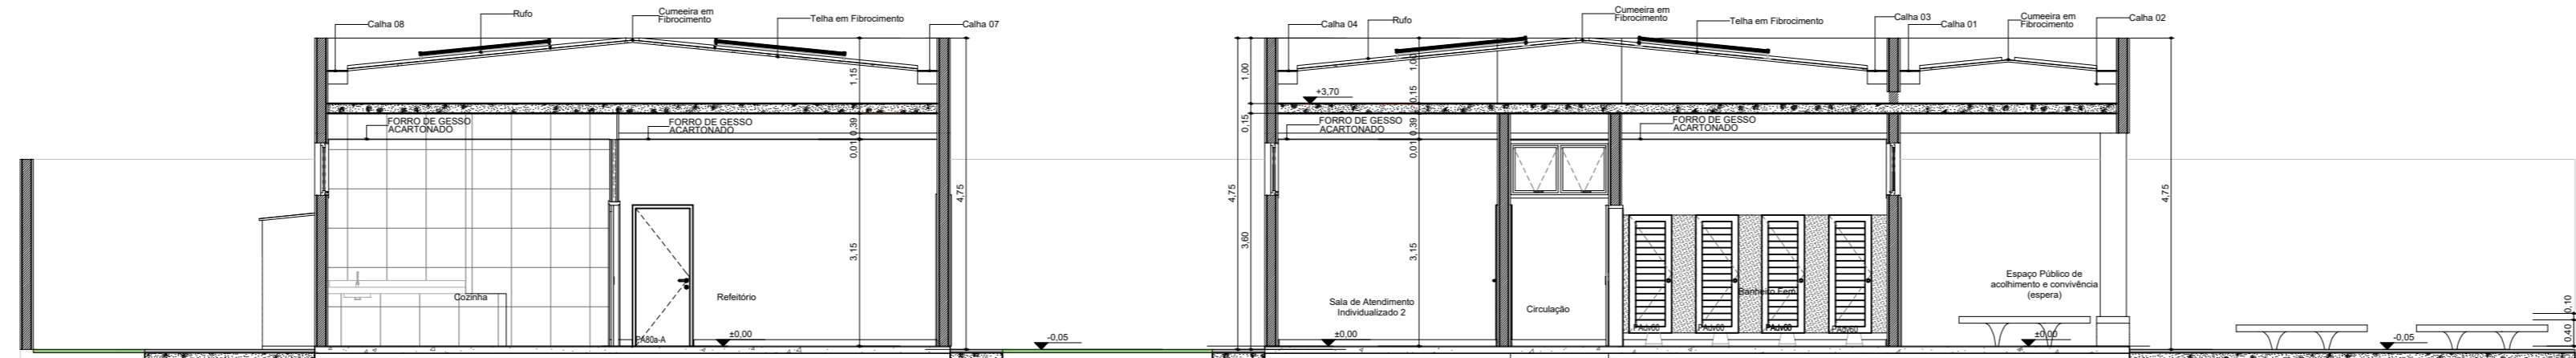 Calha 08
Rufo
Cumeeira em
Fibrocimento
Telha em Fibrocimento
Calha 07
Calha 04
Rufo
Cumeeira em
Fibrocimento
Telha em Fibrocimento
Calha 03
Calha 01
Cumeeira em
Fibrocimento
Calha 02
1,15
1,00
1,00
+3,70
0,15
0,15
FORRO DE GESSO
ACARTONADO
FORRO DE GESSO
ACARTONADO
0,39
0,01
FORRO DE GESSO
ACARTONADO
0,39
0,01
FORRO DE GESSO
ACARTONADO
4,75
4,75
4,75
3,15
3,60
3,15
Cozinha
Refeitório
Sala de Atendimento
Individualizado 2
Circulação
Banheiro Fem
Espaço Público de
acolhimento e convivência
(espera)
PA80a-A
±0,00
-0,05
±0,00
PAdv60
PAdv60
PAdv60
PAdv60
±0,00
-0,05
0,10
0,40